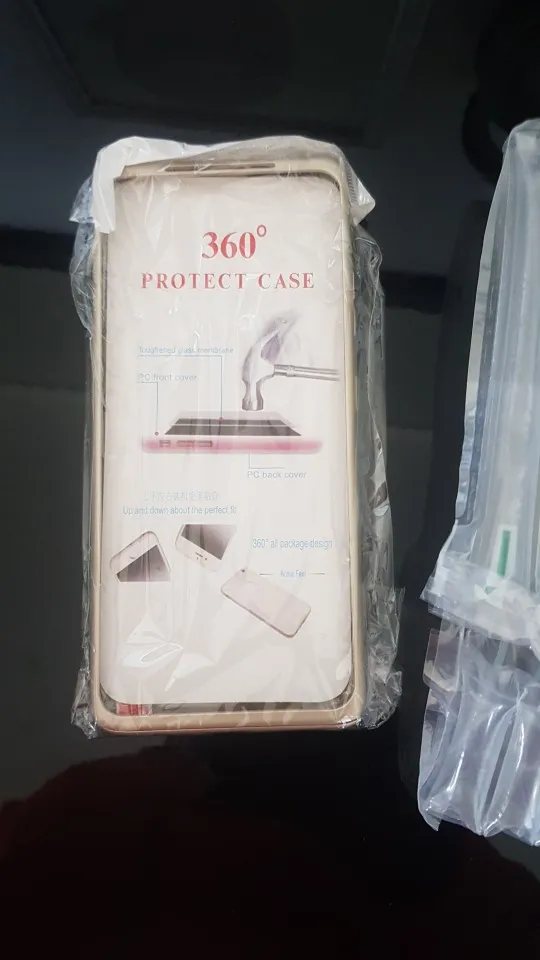 360°
PROTECT CASE
Toughened glass membrane
PC front cover
PC back cover
Up and down about the perfect fit
360° all package design